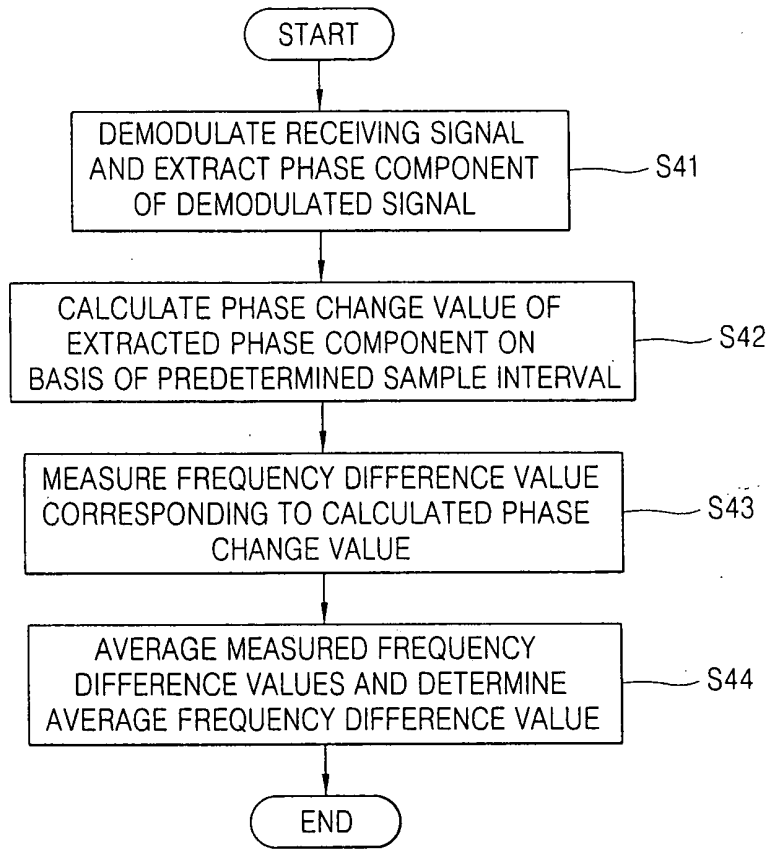 START
DEMODULATE RECEIVING SIGNAL
AND EXTRACT PHASE COMPONENT
OF DEMODULATED SIGNAL
S41
CALCULATE PHASE CHANGE VALUE OF
EXTRACTED PHASE COMPONENT ON
BASIS OF PREDETERMINED SAMPLE INTERVAL
S42
MEASURE FREQUENCY DIFFERENCE VALUE
CORRESPONDING TO CALCULATED PHASE
CHANGE VALUE
S43
AVERAGE MEASURED FREQUENCY
DIFFERENCE VALUES AND DETERMINE
AVERAGE FREQUENCY DIFFERENCE VALUE
S44
END